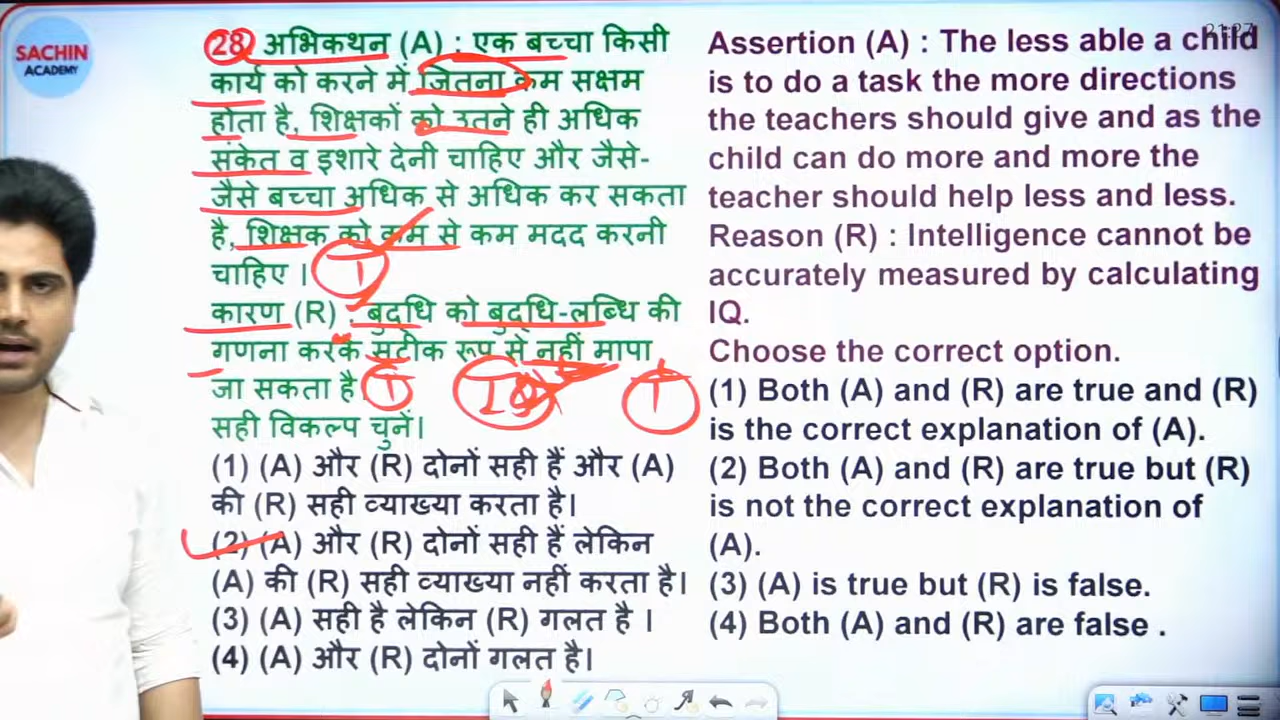 SACHIN
ACADEMY
28 अभिकथन (A) : एक बच्चा किसी
कार्य को करने में जितना कम सक्षम
होता है, शिक्षकों को उतने ही अधिक
संकेत व इशारे देनी चाहिए और जैसे-
जैसे बच्चा अधिक से अधिक कर सकता
है, शिक्षक को कम से कम मदद करनी
चाहिए ।
कारण (R) : बुद्धि को बुद्धि-लब्धि की
गणना करके सटीक रूप से नहीं मापा
जा सकता है
सही विकल्प चुनें।
(1) (A) और (R) दोनों सही हैं और (A)
की (R) सही व्याख्या करता है।
(2) (A) और (R) दोनों सही हैं लेकिन
(A) की (R) सही व्याख्या नहीं करता है।
(3) (A) सही है लेकिन (R) गलत है ।
(4) (A) और (R) दोनों गलत है।
21:27
Assertion (A) : The less able a child
is to do a task the more directions
the teachers should give and as the
child can do more and more the
teacher should help less and less.
Reason (R) : Intelligence cannot be
accurately measured by calculating
IQ.
Choose the correct option.
(1) Both (A) and (R) are true and (R)
is the correct explanation of (A).
(2) Both (A) and (R) are true but (R)
is not the correct explanation of
(A).
(3) (A) is true but (R) is false.
(4) Both (A) and (R) are false .